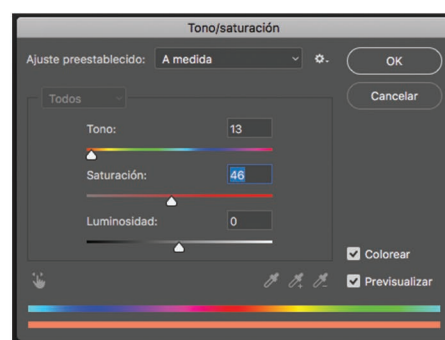 Tono/saturación
Ajuste preestablecido: A medida
OK
Cancelar
Todos
Tono: 13
Saturación: 46
Luminosidad: 0
Colorear
Previsualizar